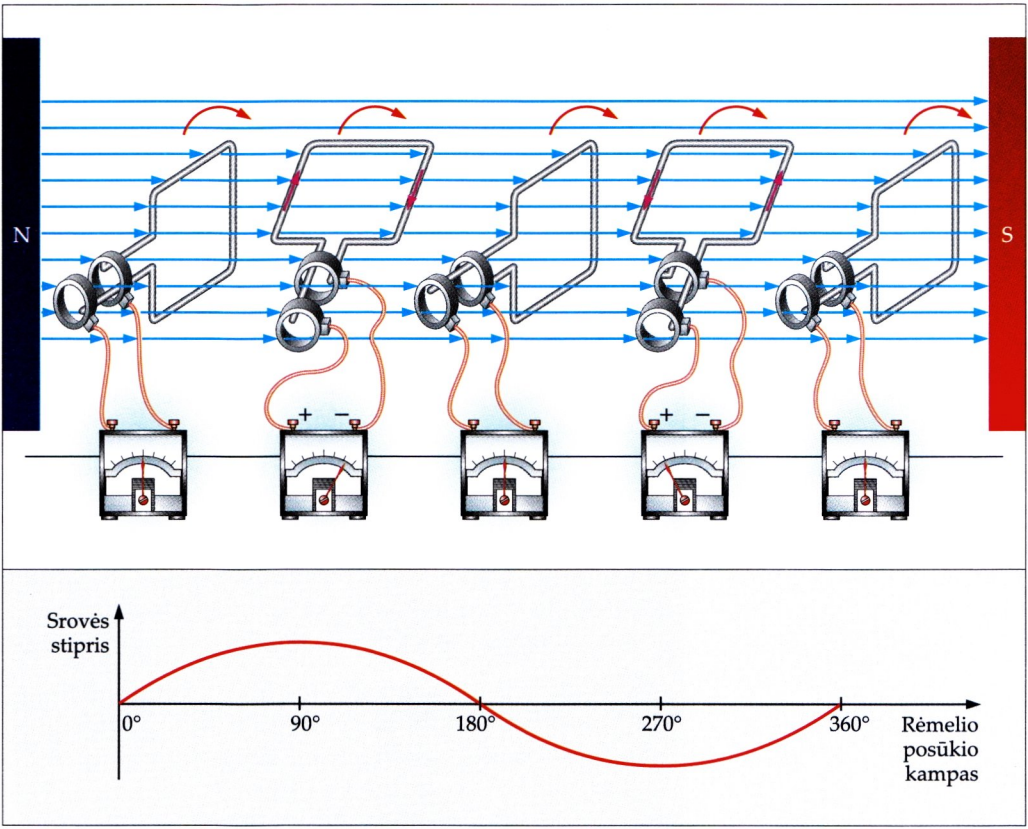 N
S
+ −
+ −
Srovės
stipris
0° 90° 180° 270° 360°
Rėmelio
posūkio
kampas